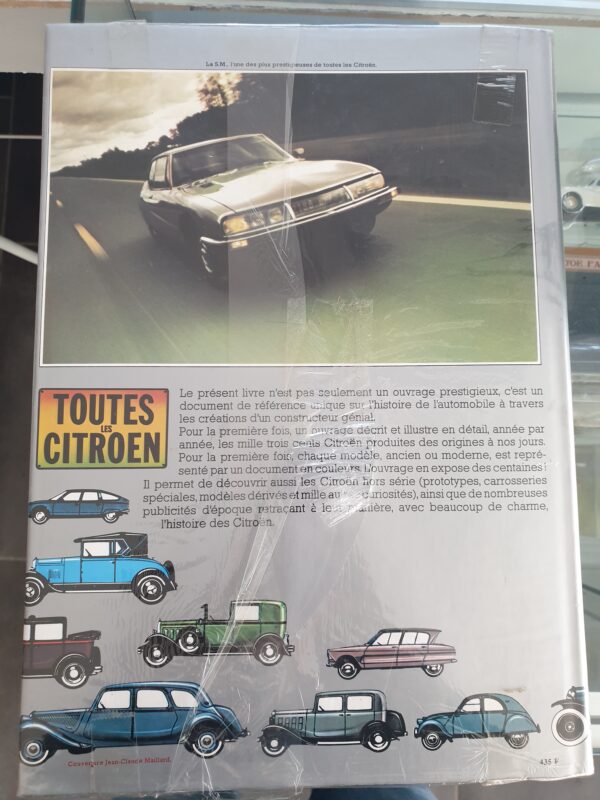 La S.M., l'une des plus prestigieuses de toutes les Citroën.
TOUTES
LES
CITROËN
Le présent livre n'est pas seulement un ouvrage prestigieux, c'est un
document de référence unique sur l'histoire de l'automobile à travers
les créations d'un constructeur génial.
Pour la première fois, un ouvrage décrit et illustre en détail, année par
année, les mille trois cents Citroën produites des origines à nos jours.
Pour la première fois, chaque modèle, ancien ou moderne, est repré-
senté par un document en couleurs. L'ouvrage en expose des centaines!
Il permet de découvrir aussi les Citroën hors série (prototypes, carrosseries
spéciales, modèles dérivés et mille autres curiosités), ainsi que de nombreuses
publicités d'époque retraçant à leur manière, avec beaucoup de charme,
l'histoire des Citroën.
Couverture Jean-Claude Maillard.
435 F